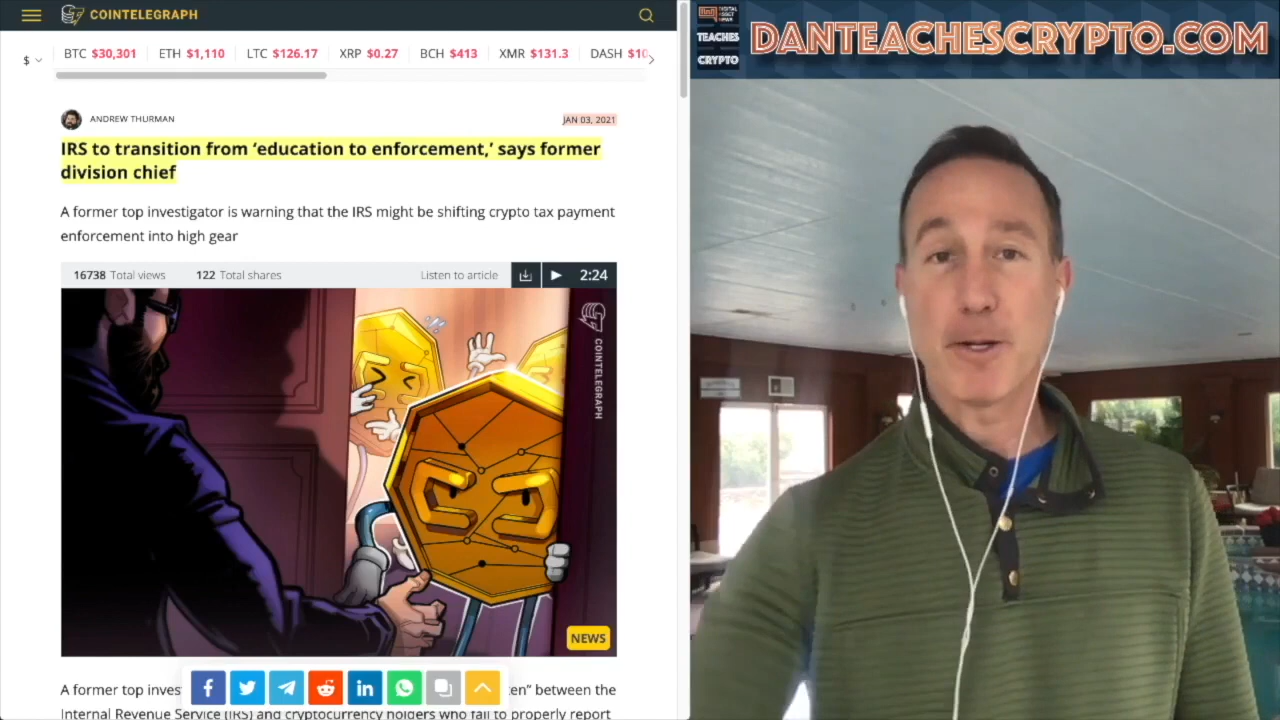 COINTELEGRAPH
$
BTC $30,301 ETH $1,110 LTC $126.17 XRP $0.27 BCH $413 XMR $131.3 DASH
ANDREW THURMAN
JAN 03, 2021
IRS to transition from ‘education to enforcement,’ says former
division chief
A former top investigator is warning that the IRS might be shifting crypto tax payment
enforcement into high gear
16738 Total views 122 Total shares Listen to article 2:24
COINTELEGRAPH
NEWS
A former top inves ten” between the
Internal Revenue Service (IRS) and cryptocurrency holders who fail to properly report
DIGITAL
ASSET
NEWS
TEACHES
CRYPTO
DANTEACHESCRYPTO.COM